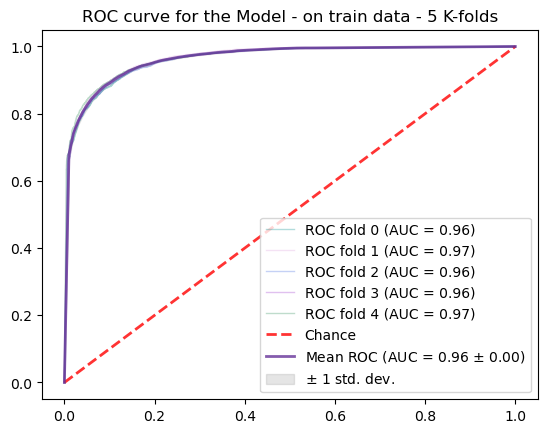 ROC curve for the Model - on train data - 5 K-folds
1.0
0.8
0.6
0.4
0.2
0.0
ROC fold 0 (AUC = 0.96)
ROC fold 1 (AUC = 0.97)
ROC fold 2 (AUC = 0.96)
ROC fold 3 (AUC = 0.96)
ROC fold 4 (AUC = 0.97)
Chance
Mean ROC (AUC = 0.96 ± 0.00)
± 1 std. dev.
0.0 0.2 0.4 0.6 0.8 1.0